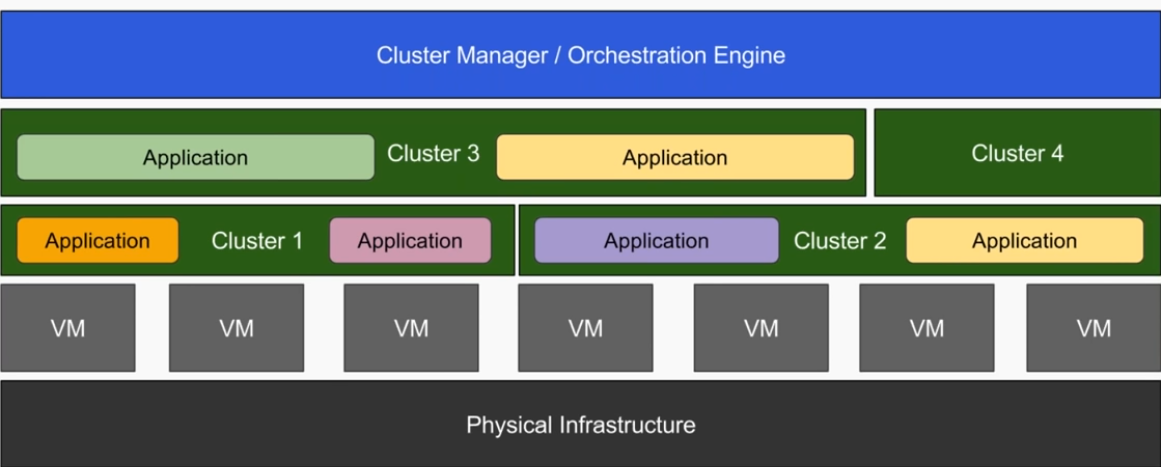 Cluster Manager / Orchestration Engine
Application Cluster 3 Application Cluster 4
Application Cluster 1 Application Application Cluster 2 Application
VM VM VM VM VM VM VM
Physical Infrastructure